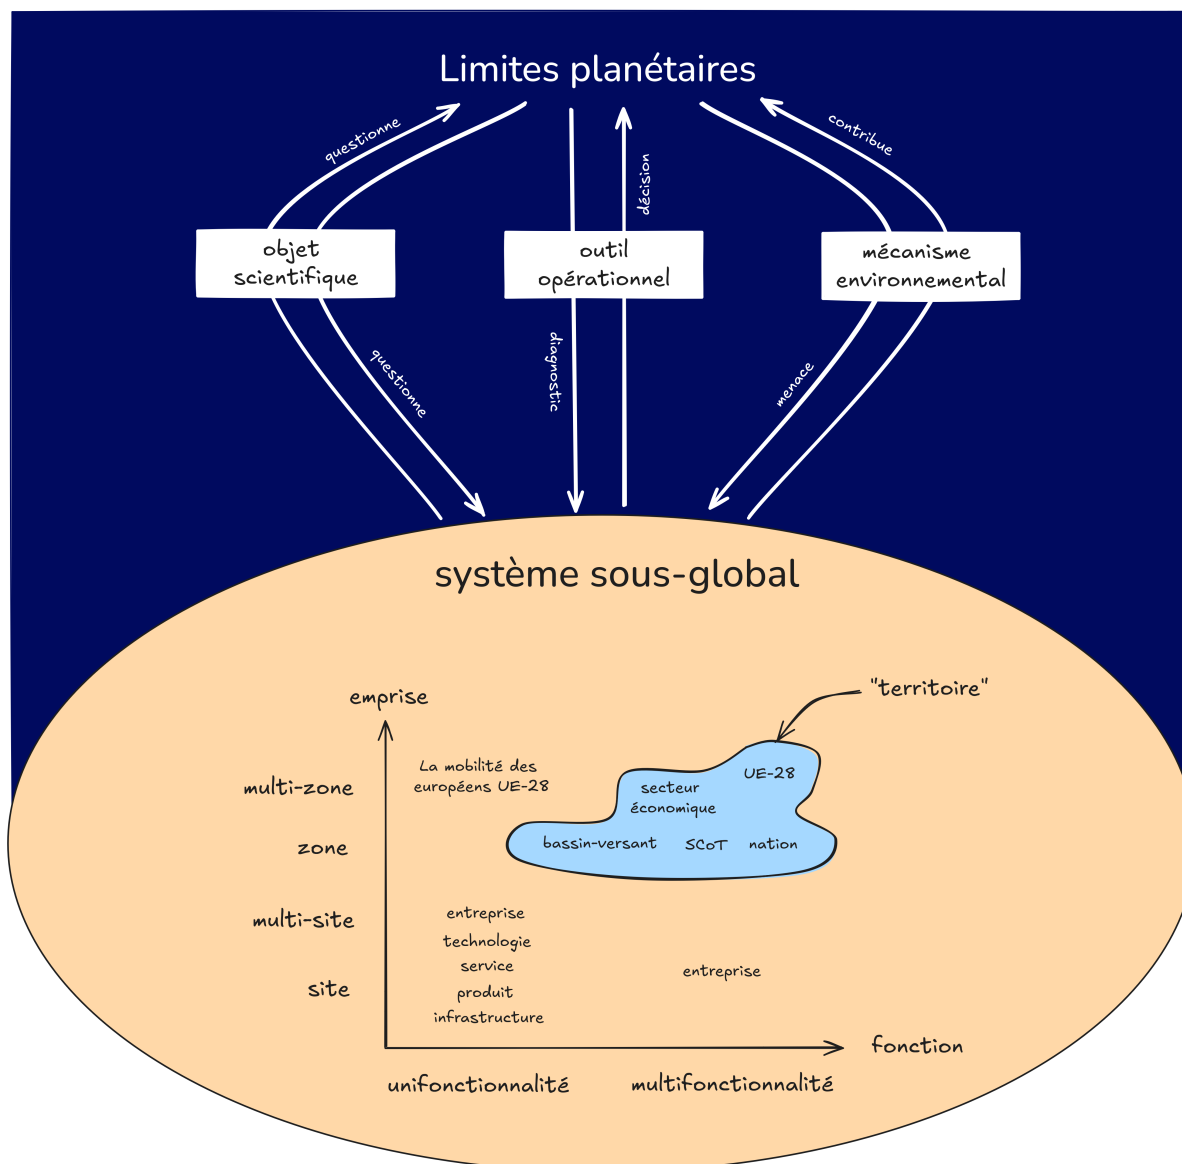 Limites planétaires
questionne
contribue
décision
objet
scientifique
outil
opérationnel
mécanisme
environnemental
questionne
diagnostic
menace
système sous-global
"territoire"
emprise
multi-zone
La mobilité des
européens UE-28
secteur
économique
UE-28
zone
bassin-versant
SCoT
nation
multi-site
entreprise
technologie
service
entreprise
site
produit
infrastructure
fonction
unifonctionnalité
multifonctionnalité